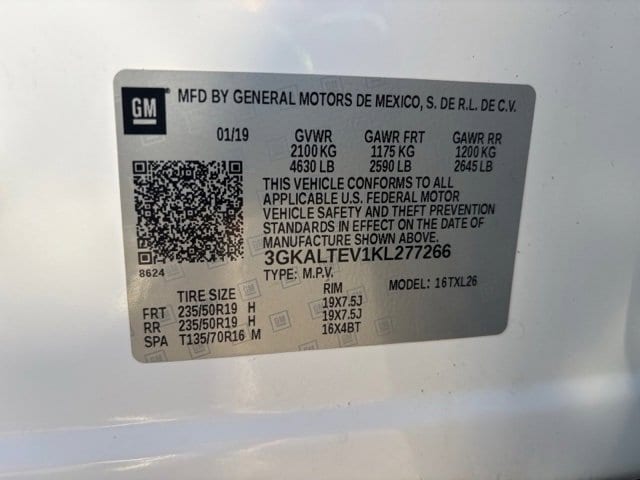 GM MFD BY GENERAL MOTORS DE MEXICO, S. DE R.L. DE C.V.
01/19 GVWR GAWR FRT GAWR RR
2100 KG 1175 KG 1200 KG
4630 LB 2590 LB 2645 LB
THIS VEHICLE CONFORMS TO ALL
APPLICABLE U.S. FEDERAL MOTOR
VEHICLE SAFETY AND THEFT PREVENTION
STANDARDS IN EFFECT ON THE DATE OF
MANUFACTURE SHOWN ABOVE.
8624
3GKALTEV1KL277266
TYPE: M.P.V. MODEL: 16TXL26
TIRE SIZE RIM
FRT 235/50R19 H 19X7.5J
RR 235/50R19 H 19X7.5J
SPA T135/70R16 M 16X4BT